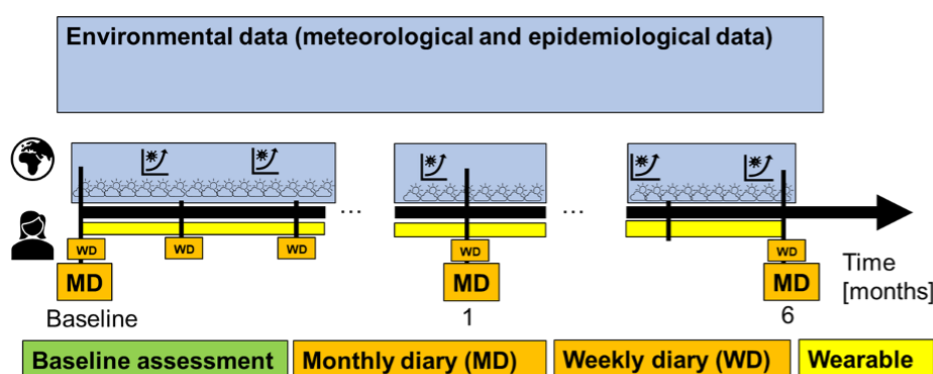 Environmental data (meteorological and epidemiological data)
... ...
WD WD WD WD WD
MD MD MD
Time
[months]
Baseline 1 6
Baseline assessment Monthly diary (MD) Weekly diary (WD) Wearable